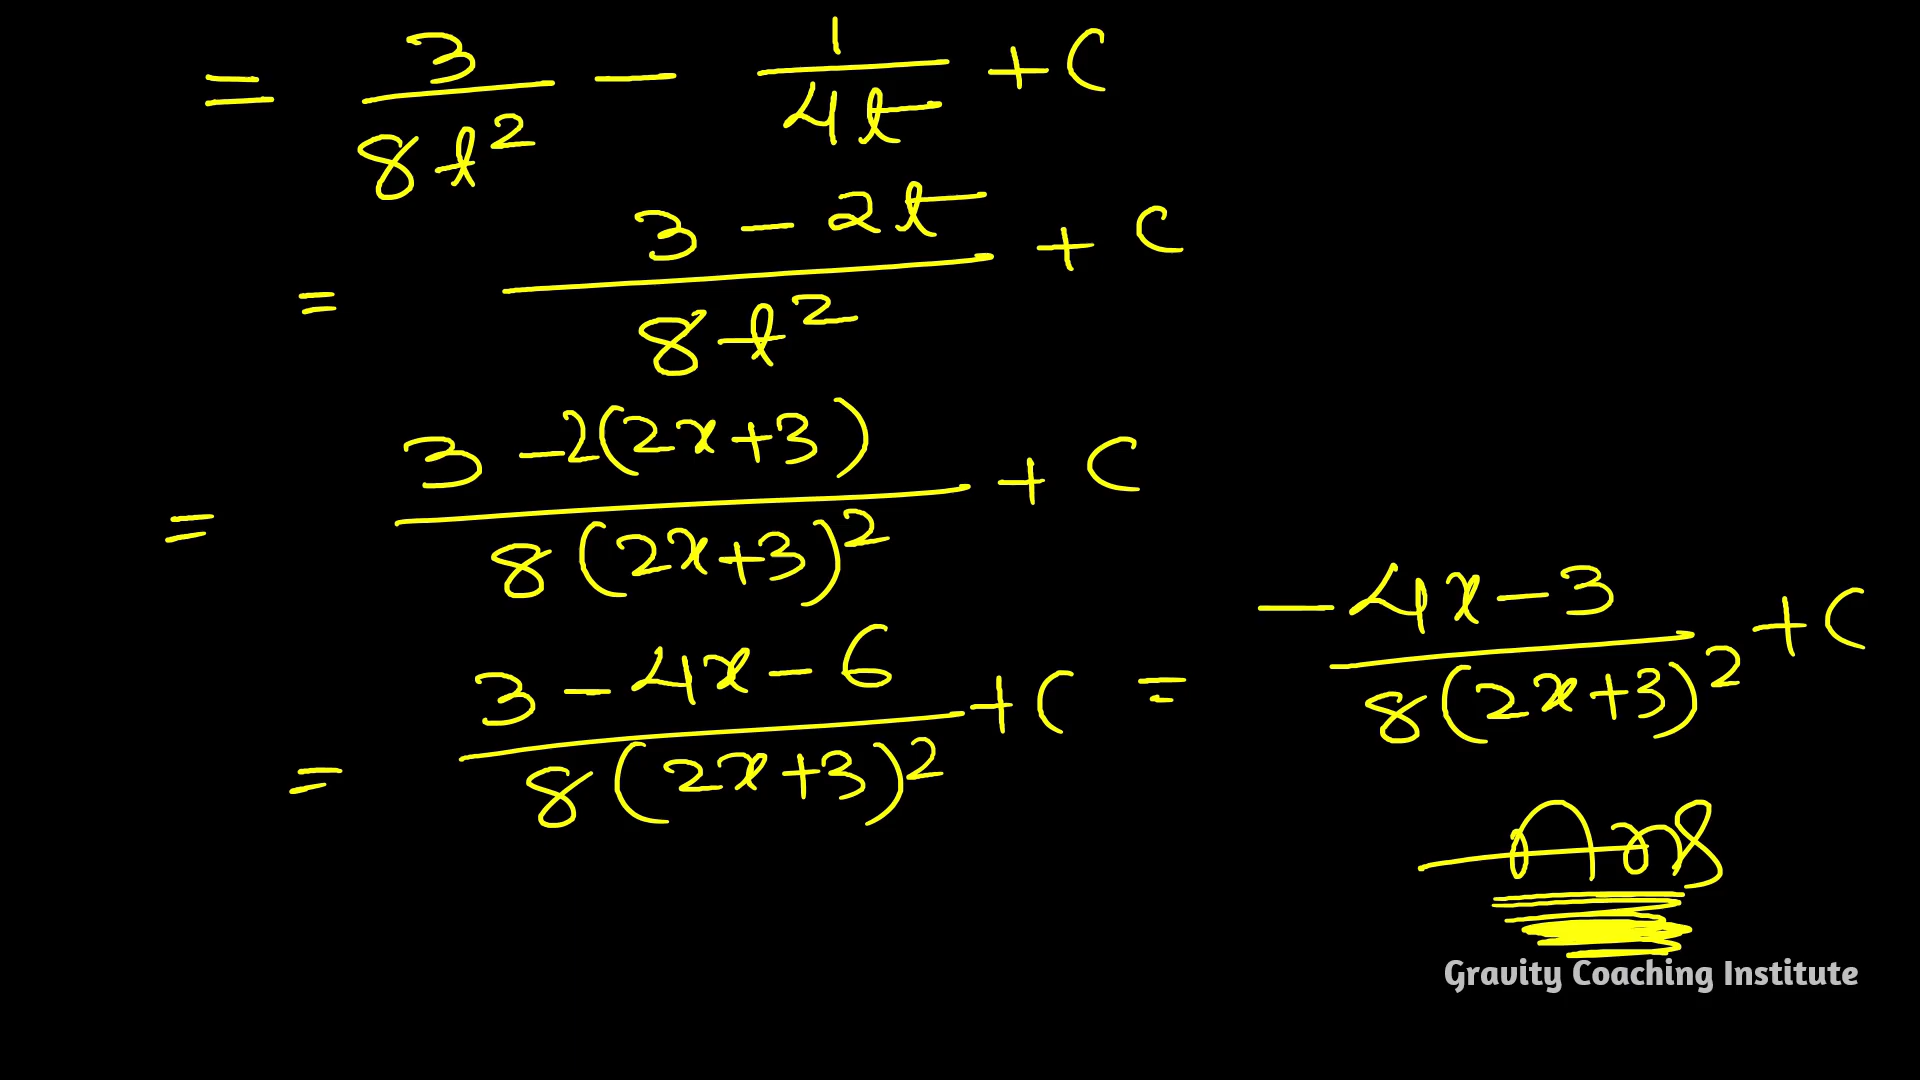 = 3/8t² - 1/4t + C
= 3 - 2t/8t² + C
= 3 - 2(2x+3)/8(2x+3)² + C
= 3 - 4x - 6/8(2x+3)² + C = -4x - 3/8(2x+3)² + C
Ans
Gravity Coaching Institute